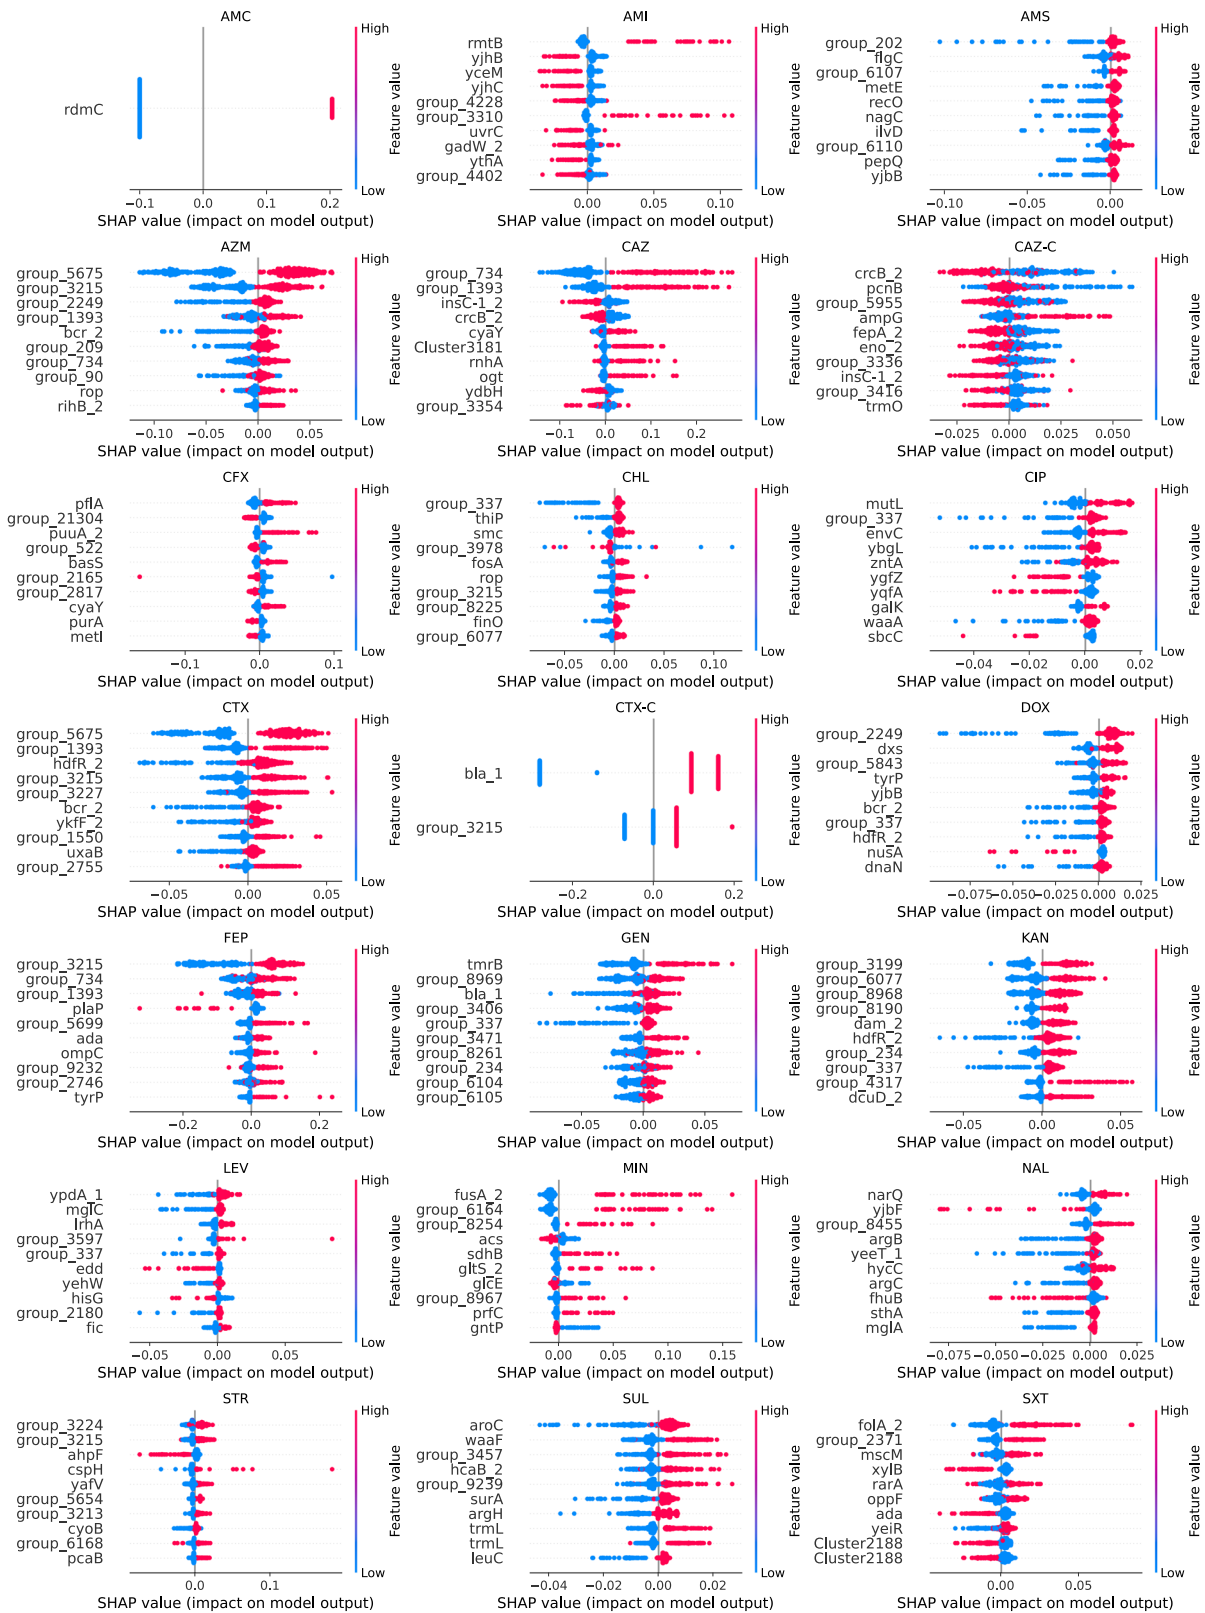 AMC
rdmC
−0.1 0.0 0.1 0.2
SHAP value (impact on model output)
High
Feature value
Low
AMI
rmtB
yjhB
yceM
yjhC
group_4228
group_3310
uvrC
gadW_2
ythA
group_4402
0.00 0.05 0.10
SHAP value (impact on model output)
High
Feature value
Low
AMS
group_202
flgC
group_6107
metE
recO
nagC
ilvD
group_6110
pepQ
yjbB
−0.10 −0.05 0.00
SHAP value (impact on model output)
High
Feature value
Low
AZM
group_5675
group_3215
group_2249
group_1393
bcr_2
group_209
group_734
group_90
rop
rihB_2
−0.10 −0.05 0.00 0.05
SHAP value (impact on model output)
High
Feature value
Low
CAZ
group_734
group_1393
insC-1_2
crcB_2
cyaY
Cluster3181
rnhA
ogt
ydbH
group_3354
−0.1 0.0 0.1 0.2
SHAP value (impact on model output)
High
Feature value
Low
CAZ-C
crcB_2
pcnB
group_5955
ampG
fepA_2
eno_2
group_3336
insC-1_2
group_3416
trmO
−0.025 0.000 0.025 0.050
SHAP value (impact on model output)
High
Feature value
Low
CFX
pflA
group_21304
puuA_2
group_522
basS
group_2165
group_2817
cyaY
purA
metI
−0.1 0.0 0.1
SHAP value (impact on model output)
High
Feature value
Low
CHL
group_337
thiP
smc
group_3978
fosA
rop
group_3215
group_8225
finO
group_6077
−0.05 0.00 0.05 0.10
SHAP value (impact on model output)
High
Feature value
Low
CIP
mutL
group_337
envC
ybgL
zntA
ygfZ
yqfA
galK
waaA
sbcC
−0.04 −0.02 0.00 0.02
SHAP value (impact on model output)
High
Feature value
Low
CTX
group_5675
group_1393
hdfR_2
group_3215
group_3227
bcr_2
ykfF_2
group_1550
uxaB
group_2755
−0.05 0.00 0.05
SHAP value (impact on model output)
High
Feature value
Low
CTX-C
bla_1
group_3215
−0.2 0.0 0.2
SHAP value (impact on model output)
High
Feature value
Low
DOX
group_2249
dxs
group_5843
tyrP
yjbB
bcr_2
group_337
hdfR_2
nusA
dnaN
−0.075 −0.050 −0.025 0.000 0.025
SHAP value (impact on model output)
High
Feature value
Low
FEP
group_3215
group_734
group_1393
plaP
group_5699
ada
ompC
group_9232
group_2746
tyrP
−0.2 0.0 0.2
SHAP value (impact on model output)
High
Feature value
Low
GEN
tmrB
group_8969
bla_1
group_3406
group_337
group_3471
group_8261
group_234
group_6104
group_6105
−0.05 0.00 0.05
SHAP value (impact on model output)
High
Feature value
Low
KAN
group_3199
group_6077
group_8968
group_8190
dam_2
hdfR_2
group_234
group_337
group_4317
dcuD_2
−0.05 0.00 0.05
SHAP value (impact on model output)
High
Feature value
Low
LEV
ypdA_1
mglC
lrhA
group_3597
group_337
edd
yehW
hisG
group_2180
fic
−0.05 0.00 0.05
SHAP value (impact on model output)
High
Feature value
Low
MIN
fusA_2
group_6164
group_8254
acs
sdhB
gltS_2
glcE
group_8967
prfC
gntP
0.00 0.05 0.10 0.15
SHAP value (impact on model output)
High
Feature value
Low
NAL
narQ
yjbF
group_8455
argB
yeeT_1
hycC
argC
fhuB
sthA
mglA
−0.075 −0.050 −0.025 0.000 0.025
SHAP value (impact on model output)
High
Feature value
Low
STR
group_3224
group_3215
ahpF
cspH
yafV
group_5654
group_3213
cyoB
group_6168
pcaB
0.0 0.1
SHAP value (impact on model output)
High
Feature value
Low
SUL
aroC
waaF
group_3457
hcaB_2
group_9239
surA
argH
trmL
trmL
leuC
−0.04 −0.02 0.00 0.02
SHAP value (impact on model output)
High
Feature value
Low
SXT
folA_2
group_2371
mscM
xylB
rarA
oppF
ada
yeiR
Cluster2188
Cluster2188
0.00 0.05
SHAP value (impact on model output)
High
Feature value
Low